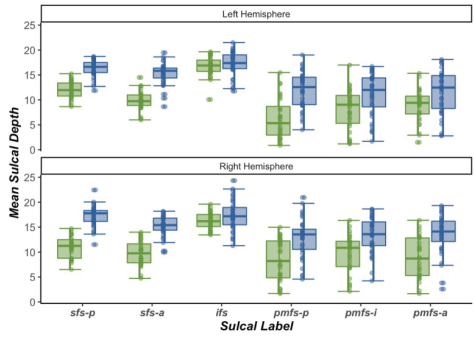 Left Hemisphere
25
20
15
10
5
0
Mean Sulcal Depth
Right Hemisphere
25
20
15
10
5
0
sfs-p sfs-a ifs pmfs-p pmfs-i pmfs-a
Sulcal Label